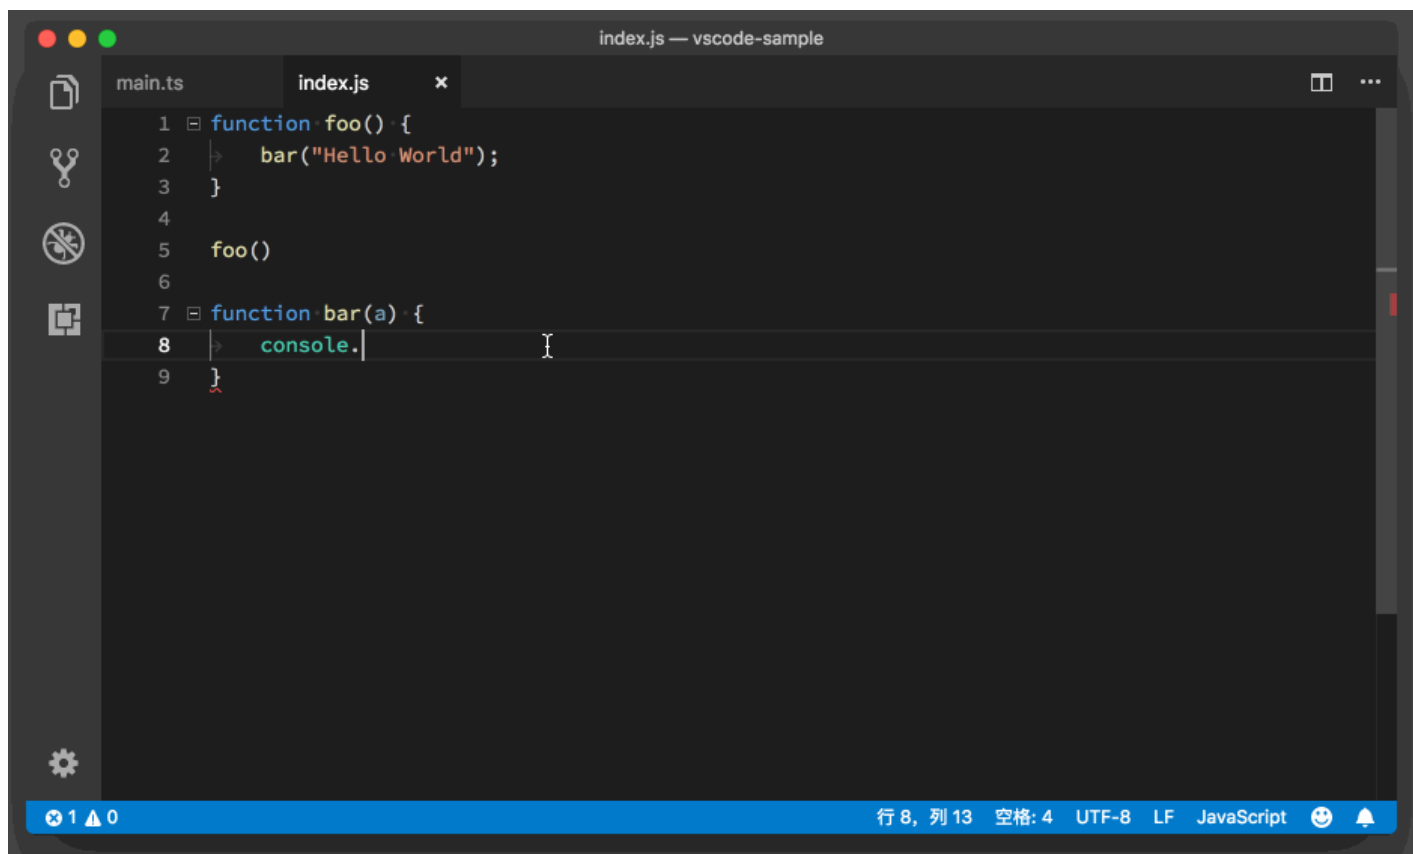 index.js — vscode-sample
main.ts index.js ×
1 function foo() {
2 bar("Hello World");
3 }
4
5 foo()
6
7 function bar(a) {
8 console.
9 }
1 0 行 8，列 13 空格: 4 UTF-8 LF JavaScript